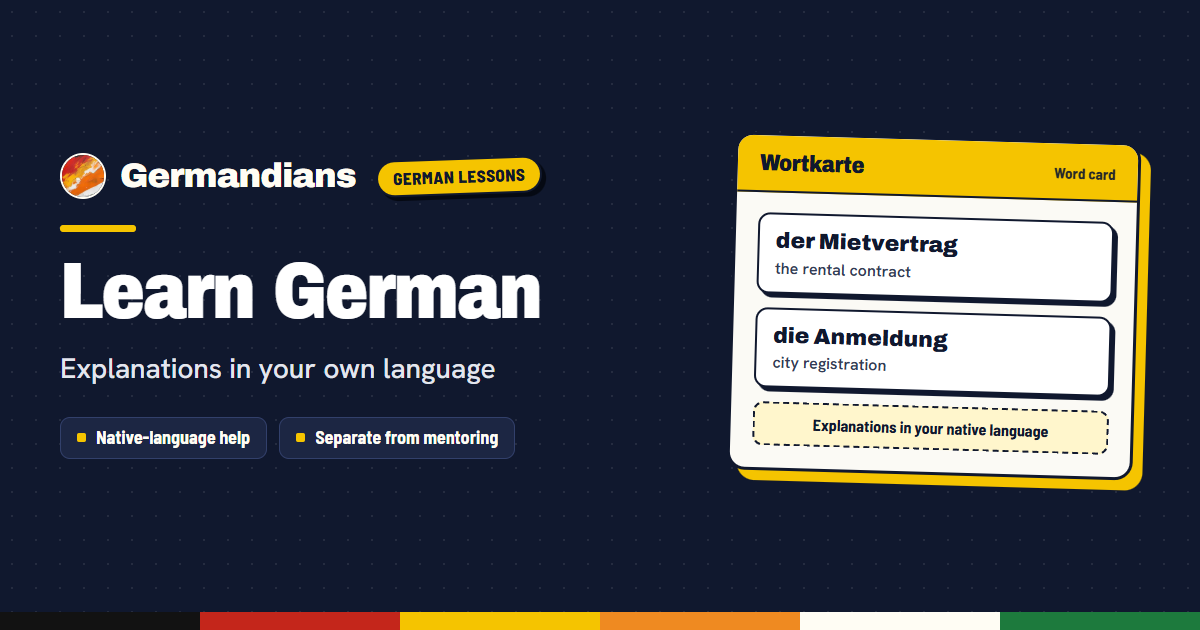 Germandians
GERMAN LESSONS
Learn German
Explanations in your own language
Native-language help
Separate from mentoring
Wortkarte
Word card
der Mietvertrag
the rental contract
die Anmeldung
city registration
Explanations in your native language